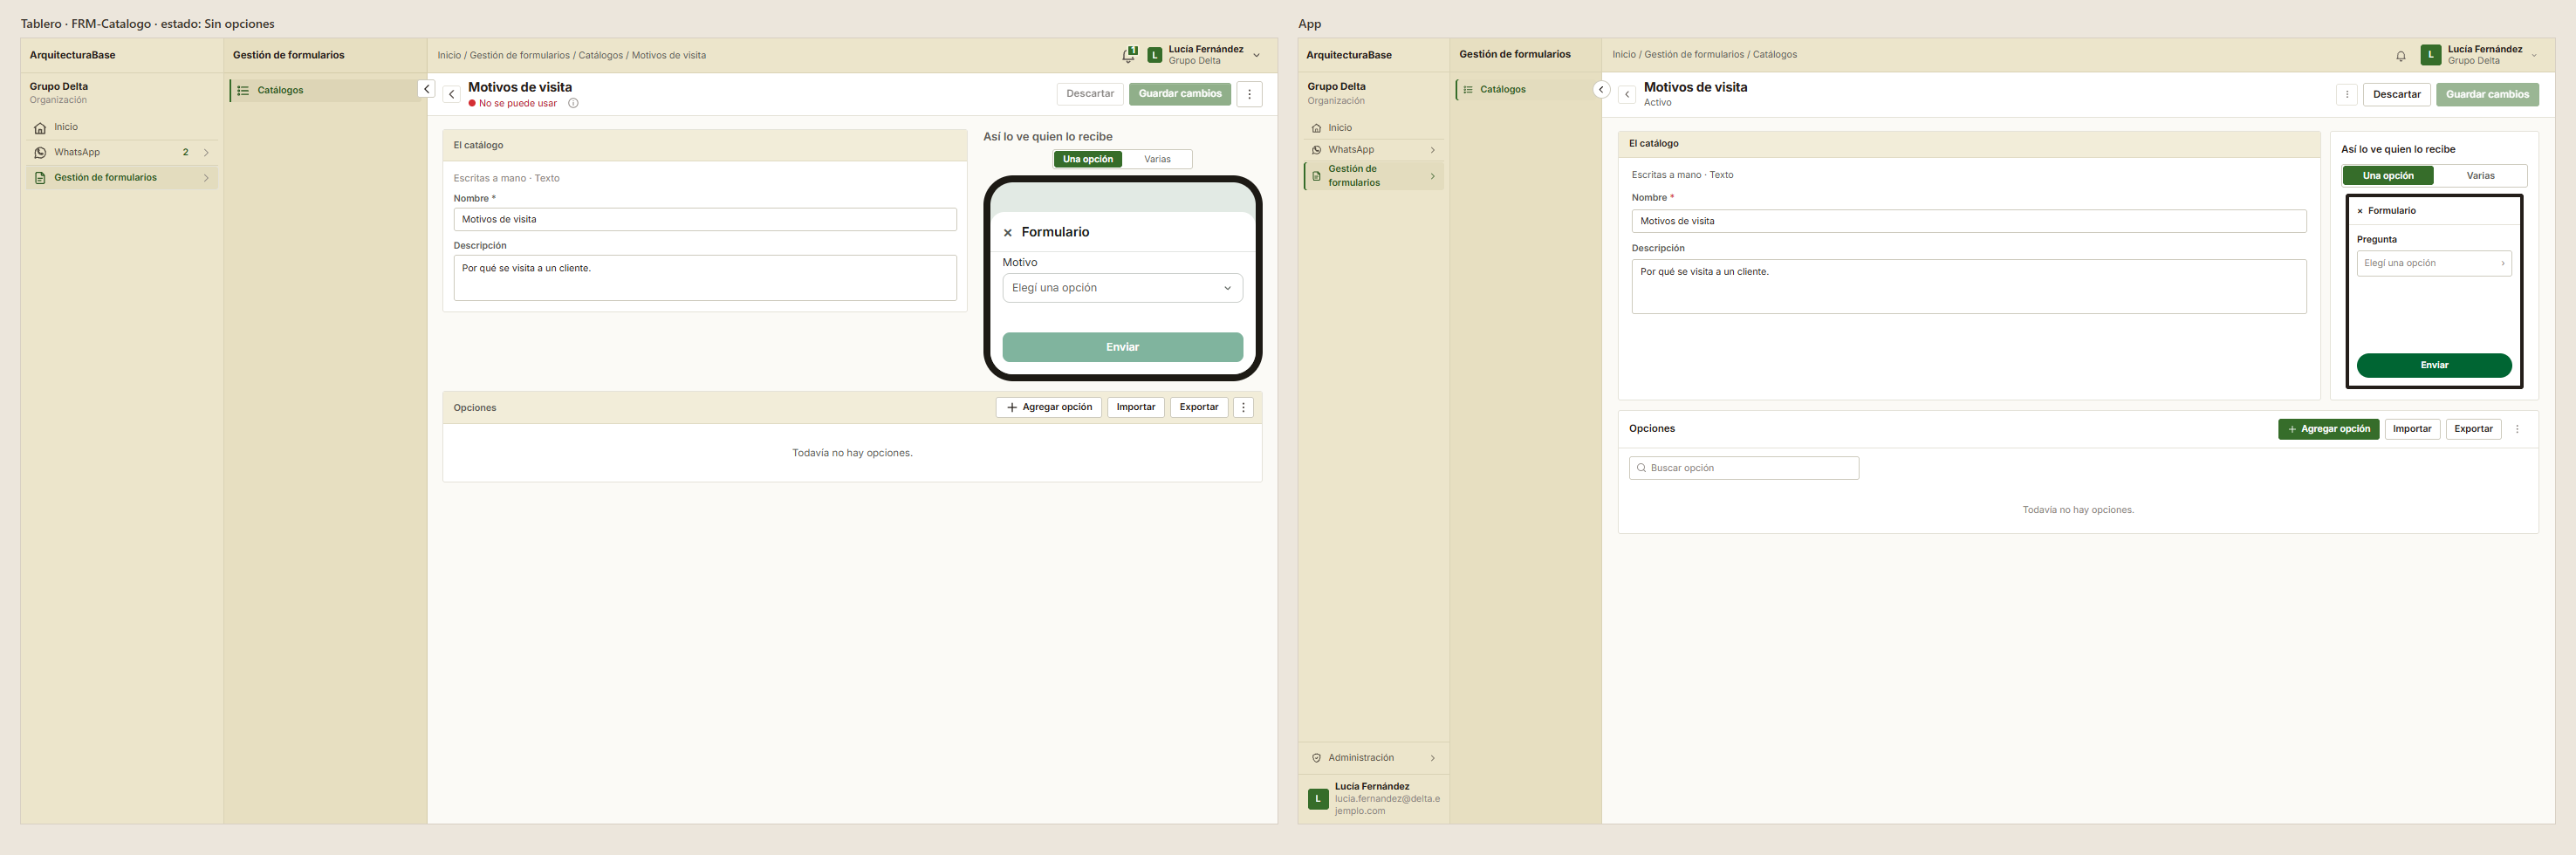 Tablero · FRM-Catalogo · estado: Sin opciones
ArquitecturaBase
Gestión de formularios
Inicio / Gestión de formularios / Catálogos / Motivos de visita
1
L
Lucía Fernández
Grupo Delta
Grupo Delta
Organización
Inicio
WhatsApp 2
Gestión de formularios
Catálogos
Motivos de visita
No se puede usar
Descartar
Guardar cambios
El catálogo
Escritas a mano · Texto
Nombre *
Motivos de visita
Descripción
Por qué se visita a un cliente.
Así lo ve quien lo recibe
Una opción
Varias
× Formulario
Motivo
Elegí una opción
Enviar
Opciones
+ Agregar opción
Importar
Exportar
Todavía no hay opciones.
App
ArquitecturaBase
Gestión de formularios
Inicio / Gestión de formularios / Catálogos
L
Lucía Fernández
Grupo Delta
Grupo Delta
Organización
Inicio
WhatsApp
Gestión de
formularios
Catálogos
Motivos de visita
Activo
Descartar
Guardar cambios
El catálogo
Escritas a mano · Texto
Nombre *
Motivos de visita
Descripción
Por qué se visita a un cliente.
Así lo ve quien lo recibe
Una opción
Varias
× Formulario
Pregunta
Elegí una opción
Enviar
Opciones
+ Agregar opción
Importar
Exportar
Buscar opción
Todavía no hay opciones.
Administración
L
Lucía Fernández
lucia.fernandez@delta.e
jemplo.com